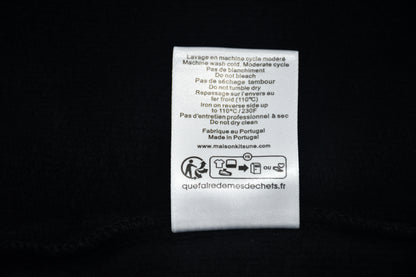 Lavage en machine cycle modéré
Machine wash cold. Moderate cycle
Pas de blanchiment
Do not bleach
Pas de séchage tambour
Do not tumble dry
Repassage sur l'envers au
fer froid (110°C)
Iron on reverse side up
to 110°C / 230F
Pas d'entretien professionnel à sec
Do not dry clean
Fabrique au Portugal
Made in Portugal
www.maisonkitsune.com
FR
OU
quefairedemesdechets.fr